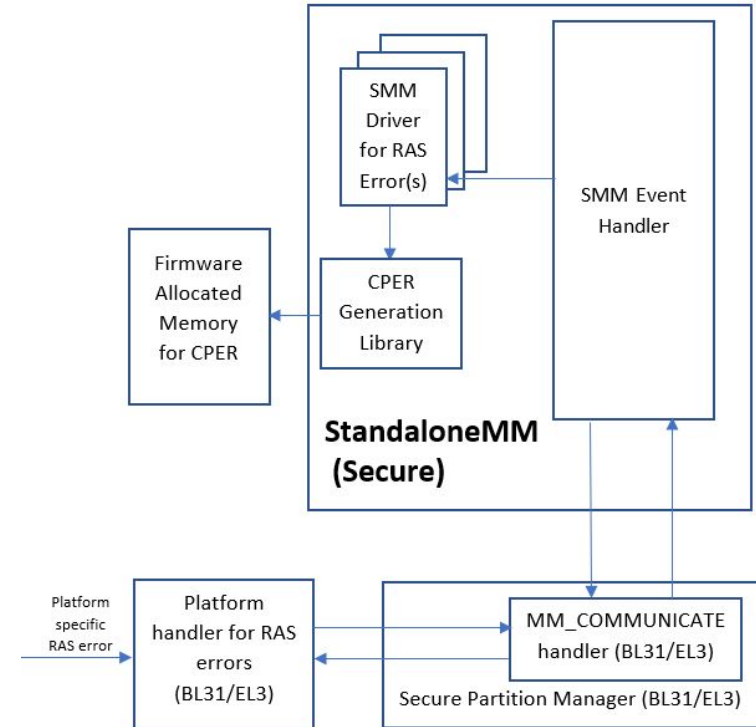 SMM
Driver
for RAS
Error(s)
SMM Event
Handler
Firmware
Allocated
Memory
for CPER
CPER
Generation
Library
StandaloneMM
(Secure)
Platform
specific
RAS error
Platform
handler for RAS
errors
(BL31/EL3)
MM_COMMUNICATE
handler (BL31/EL3)
Secure Partition Manager (BL31/EL3)